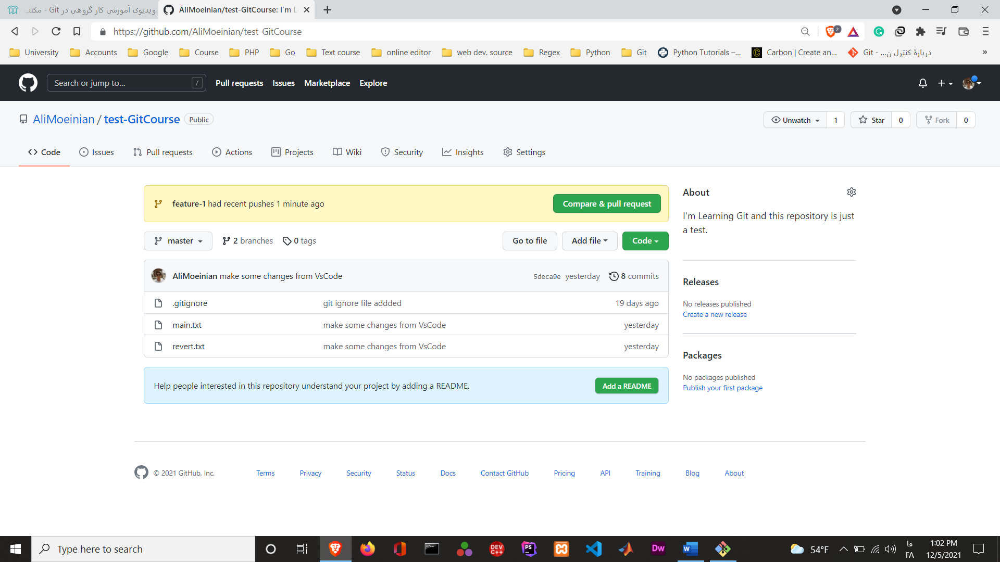 ویدیوی آموزشی کار گروهی در Git - مکتب
AliMoeinian/test-GitCourse: I'm L
https://github.com/AliMoeinian/test-GitCourse
2
University Accounts Google Course PHP Go Text course online editor web dev. source Regex Python Git Python Tutorials –... Carbon | Create an... Git - ...دربارهٔ کنترل ن »
Search or jump to... / Pull requests Issues Marketplace Explore
AliMoeinian / test-GitCourse Public
Unwatch 1 Star 0 Fork 0
Code Issues Pull requests Actions Projects Wiki Security Insights Settings
feature-1 had recent pushes 1 minute ago Compare & pull request
master 2 branches 0 tags Go to file Add file Code
AliMoeinian make some changes from VsCode 5deca9e yesterday 8 commits
.gitignore git ignore file addded 19 days ago
main.txt make some changes from VsCode yesterday
revert.txt make some changes from VsCode yesterday
Help people interested in this repository understand your project by adding a README. Add a README
About
I'm Learning Git and this repository is just
a test.
Releases
No releases published
Create a new release
Packages
No packages published
Publish your first package
© 2021 GitHub, Inc. Terms Privacy Security Status Docs Contact GitHub Pricing API Training Blog About
Type here to search
DEV C++
PS
Dw
W
54°F
فا
FA
1:02 PM
12/5/2021